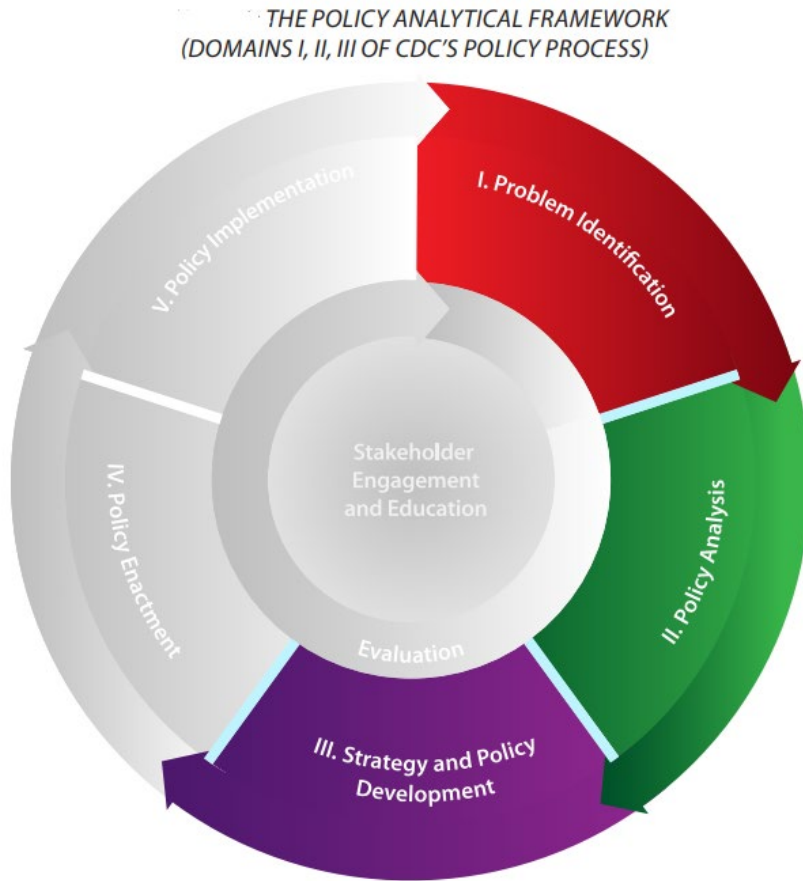 THE POLICY ANALYTICAL FRAMEWORK
(DOMAINS I, II, III OF CDC'S POLICY PROCESS)
I. Problem Identification
II. Policy Analysis
III. Strategy and Policy
Development
IV. Policy Enactment
V. Policy Implementation
Stakeholder
Engagement
and Education
Evaluation